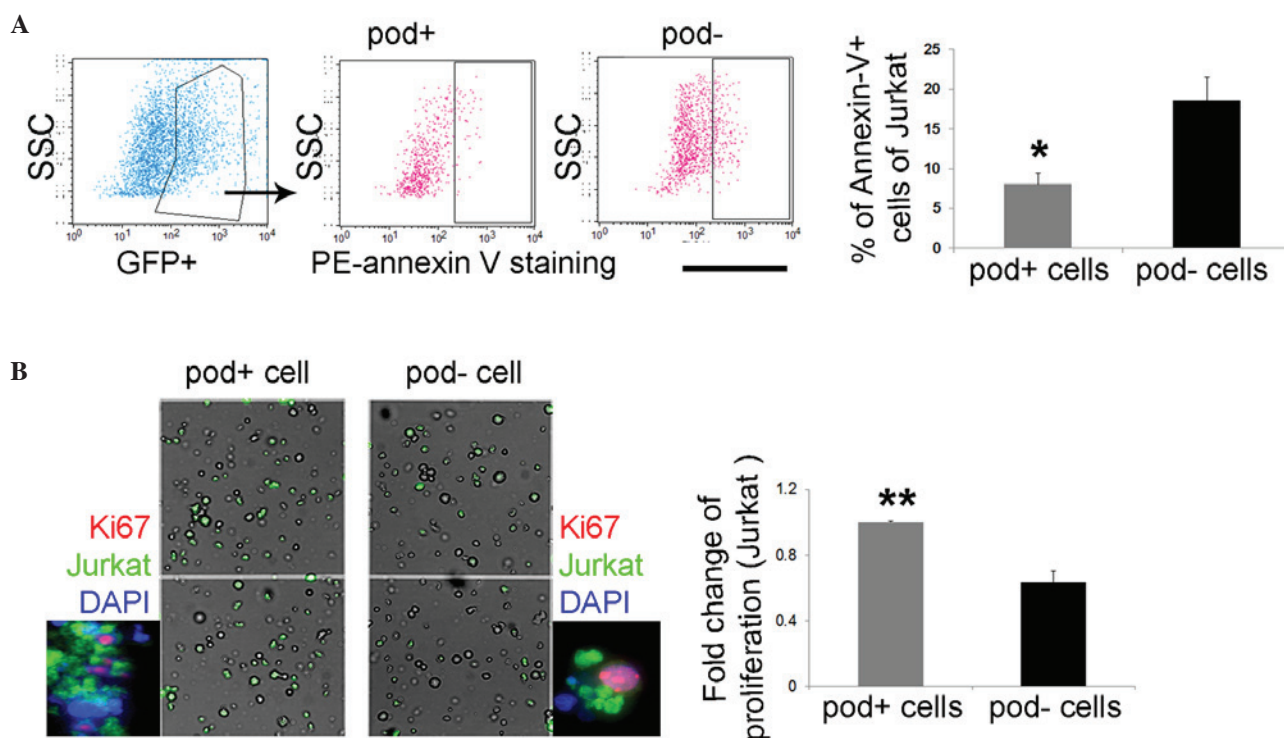 A
pod+
pod-
SSC
SSC
SSC
10⁰ 10¹ 10² 10³ 10⁴
10⁰ 10¹ 10² 10³ 10⁴
10⁰ 10¹ 10² 10³ 10⁴
GFP+
PE-annexin V staining
% of Annexin-V+
cells of Jurkat
25
20
15
10
5
0
*
pod+ cells
pod- cells
B
pod+ cell
pod- cell
Ki67
Jurkat
DAPI
Ki67
Jurkat
DAPI
Fold change of
proliferation (Jurkat )
1.2
0.8
0.4
0
**
pod+ cells
pod- cells